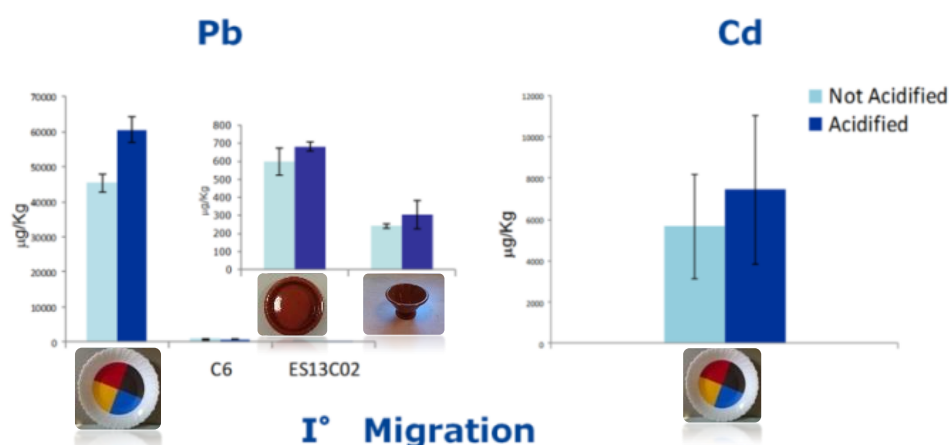 Pb
Cd
70000
60000
50000
40000
30000
20000
10000
0
µg/Kg
800
700
600
500
400
300
200
100
0
µg/Kg
C6
ES13C02
12000
10000
8000
6000
4000
2000
0
µg/Kg
Not Acidified
Acidified
I° Migration